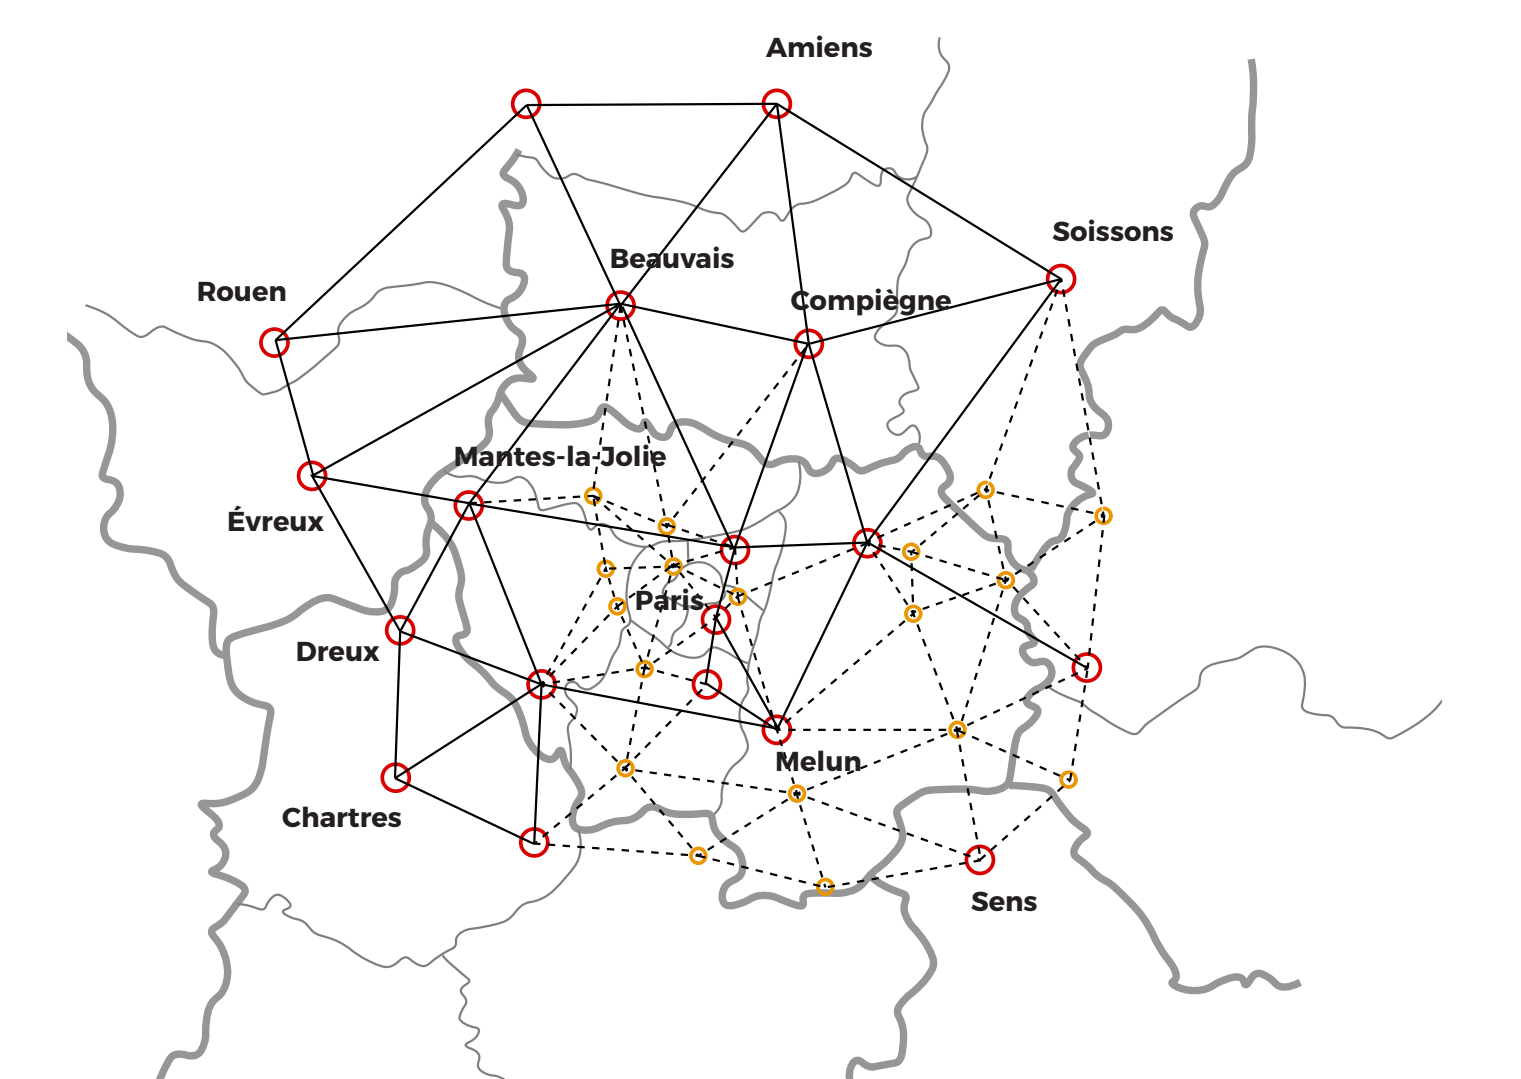 Amiens
Soissons
Beauvais
Rouen
Compiègne
Mantes-la-Jolie
Évreux
Paris
Dreux
Melun
Chartres
Sens